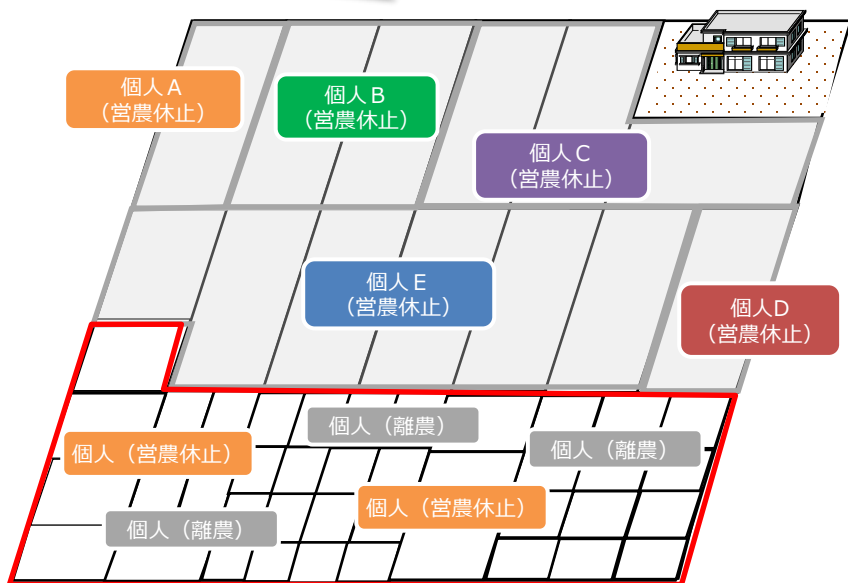 個人Ａ
（営農休止）
個人Ｂ
（営農休止）
個人Ｃ
（営農休止）
個人Ｅ
（営農休止）
個人Ｄ
（営農休止）
個人（離農）
個人（営農休止）
個人（離農）
個人（営農休止）
個人（離農）